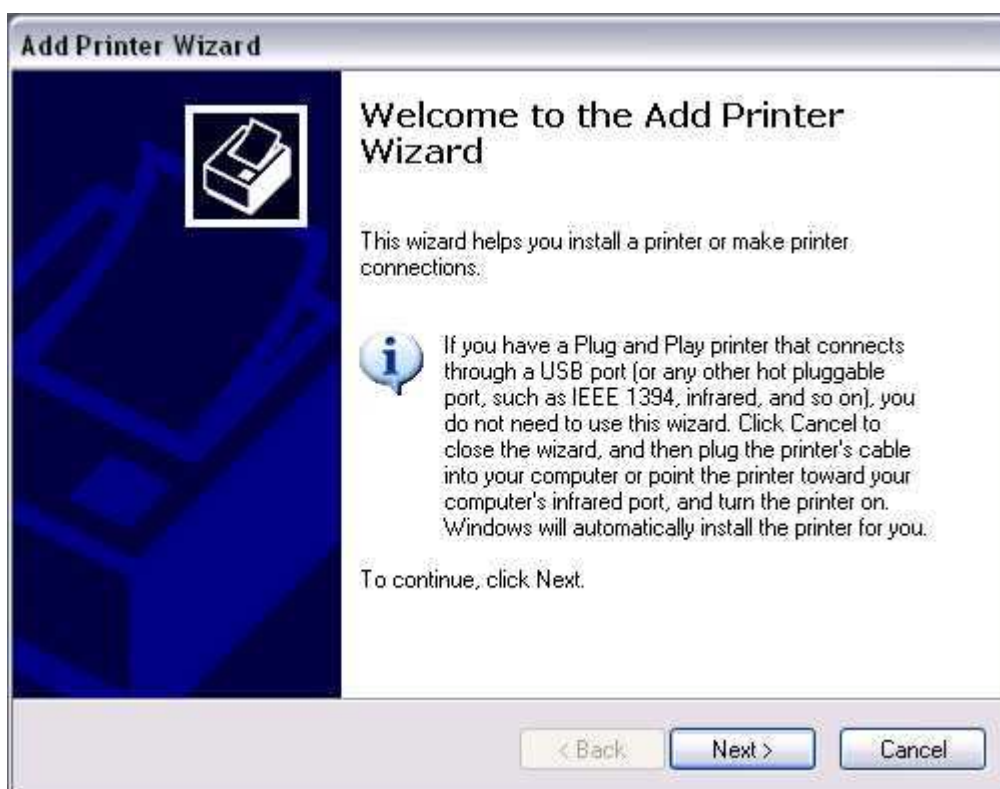 Add Printer Wizard
Welcome to the Add Printer
Wizard
This wizard helps you install a printer or make printer
connections.
If you have a Plug and Play printer that connects
through a USB port (or any other hot pluggable
port, such as IEEE 1394, infrared, and so on), you
do not need to use this wizard. Click Cancel to
close the wizard, and then plug the printer's cable
into your computer or point the printer toward your
computer's infrared port, and turn the printer on.
Windows will automatically install the printer for you.
To continue, click Next.
< Back Next > Cancel